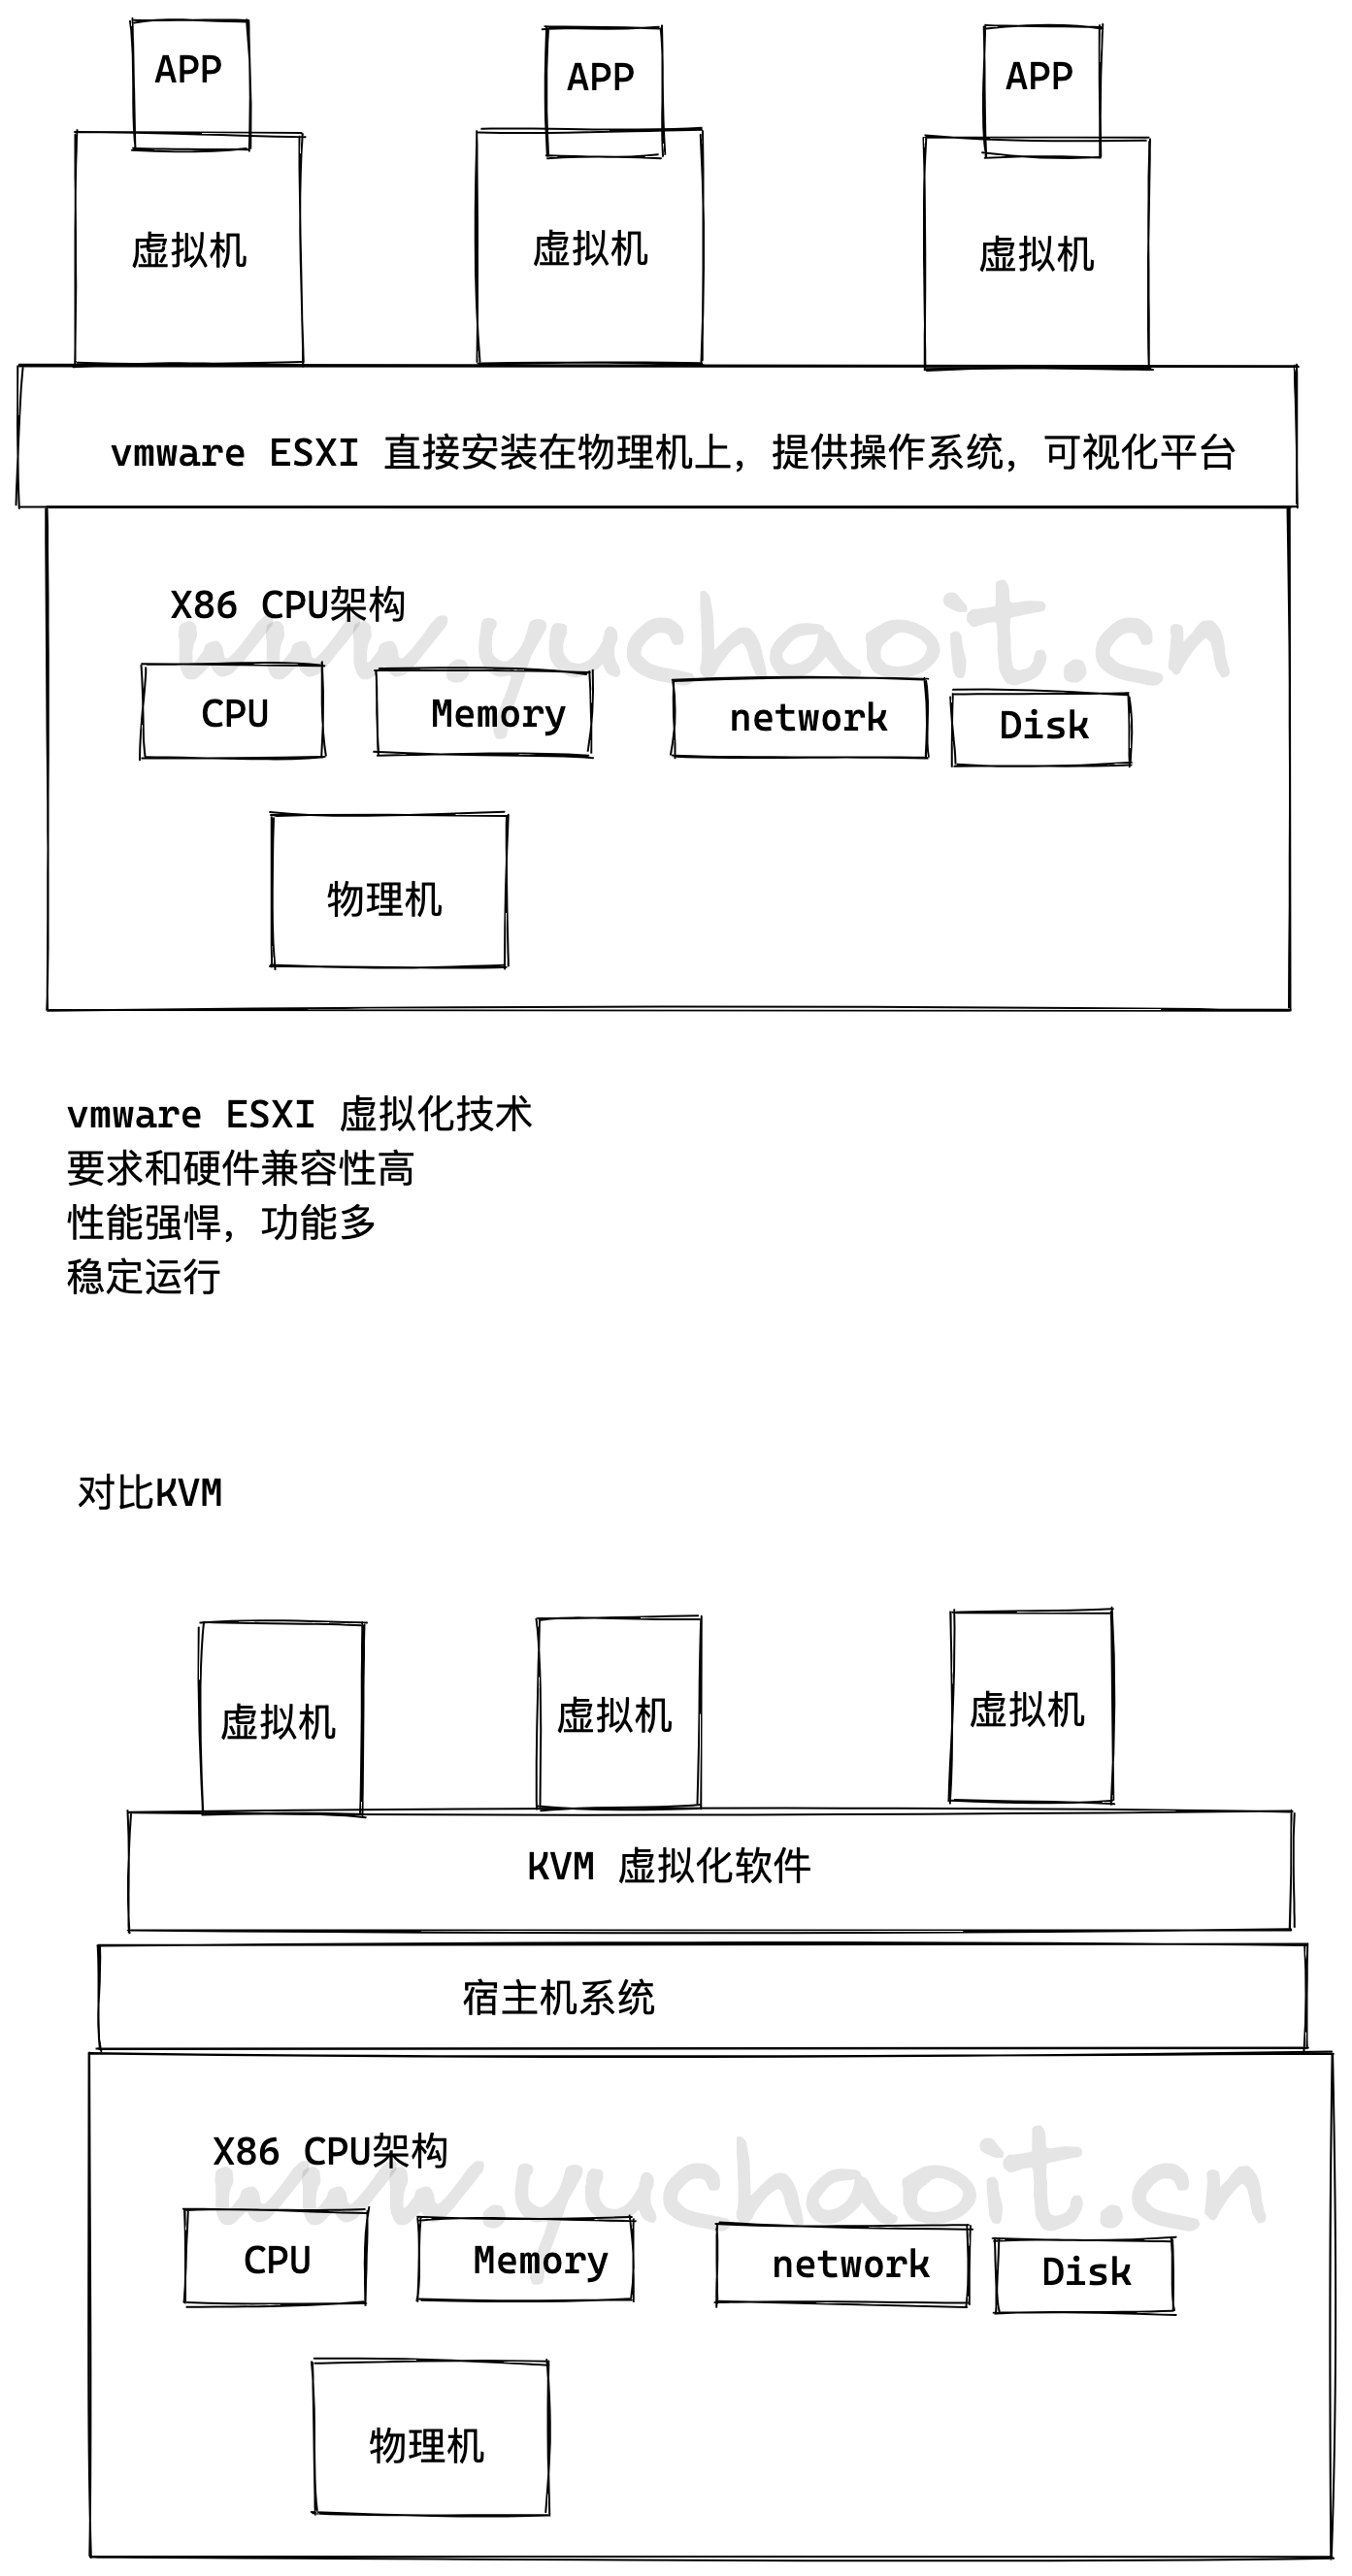 APP
APP
APP
虚拟机
虚拟机
虚拟机
vmware ESXI 直接安装在物理机上，提供操作系统，可视化平台
X86 CPU架构
www.yuchaoit.cn
CPU
Memory
network
Disk
物理机
vmware ESXI 虚拟化技术
要求和硬件兼容性高
性能强悍，功能多
稳定运行
对比KVM
虚拟机
虚拟机
虚拟机
KVM 虚拟化软件
宿主机系统
X86 CPU架构
www.yuchaoit.cn
CPU
Memory
network
Disk
物理机